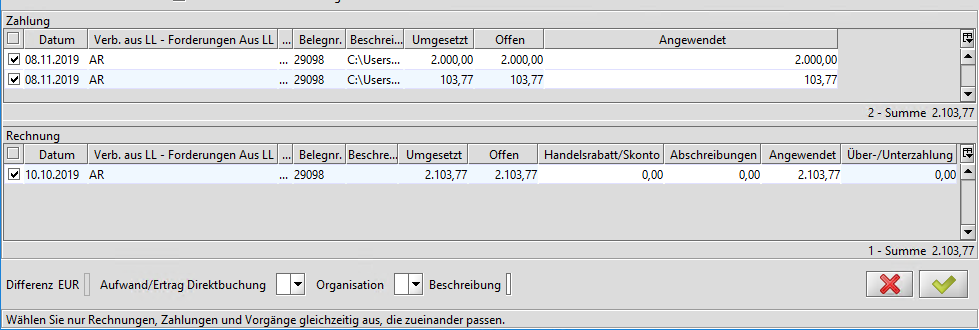 Zahlung
Datum Verb. aus LL - Forderungen Aus LL ... Belegnr. Beschrei... Umgesetzt Offen Angewendet
08.11.2019 AR ... 29098 C:\Users... 2.000,00 2.000,00 2.000,00
08.11.2019 AR ... 29098 C:\Users... 103,77 103,77 103,77
2 - Summe 2.103,77
Rechnung
Datum Verb. aus LL - Forderungen Aus LL ... Belegnr. Beschre... Umgesetzt Offen Handelsrabatt/Skonto Abschreibungen Angewendet Über-/Unterzahlung
10.10.2019 AR ... 29098 2.103,77 2.103,77 0,00 0,00 2.103,77 0,00
1 - Summe 2.103,77
Differenz EUR Aufwand/Ertrag Direktbuchung Organisation Beschreibung
Wählen Sie nur Rechnungen, Zahlungen und Vorgänge gleichzeitig aus, die zueinander passen.